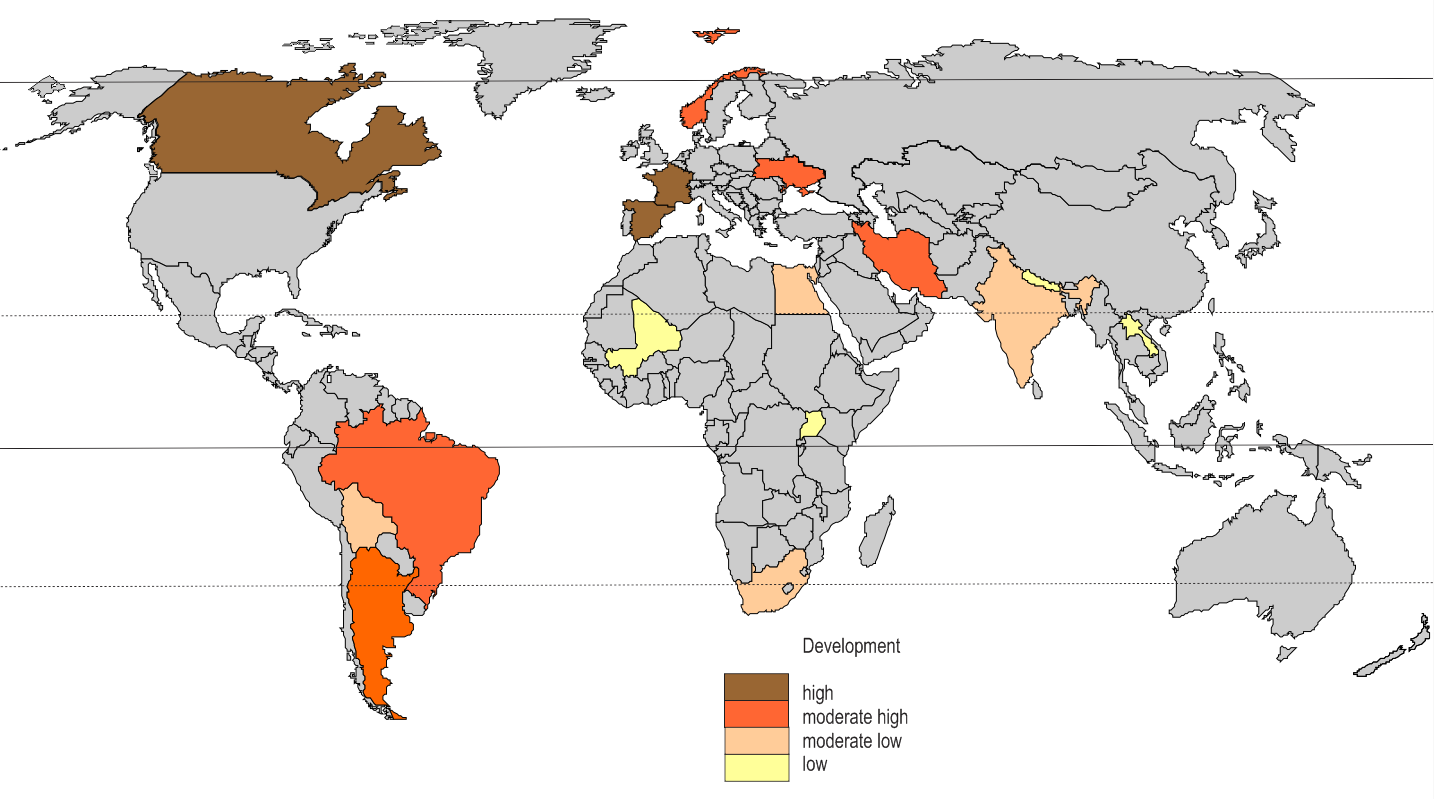 Development
high
moderate high
moderate low
low